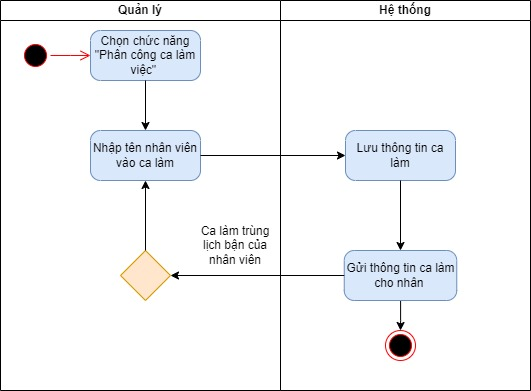 Quản lý
Hệ thống
Chọn chức năng
"Phân công ca làm
việc"
Nhập tên nhân viên
vào ca làm
Lưu thông tin ca
làm
Ca làm trùng
lịch bận của
nhân viên
Gửi thông tin ca làm
cho nhân